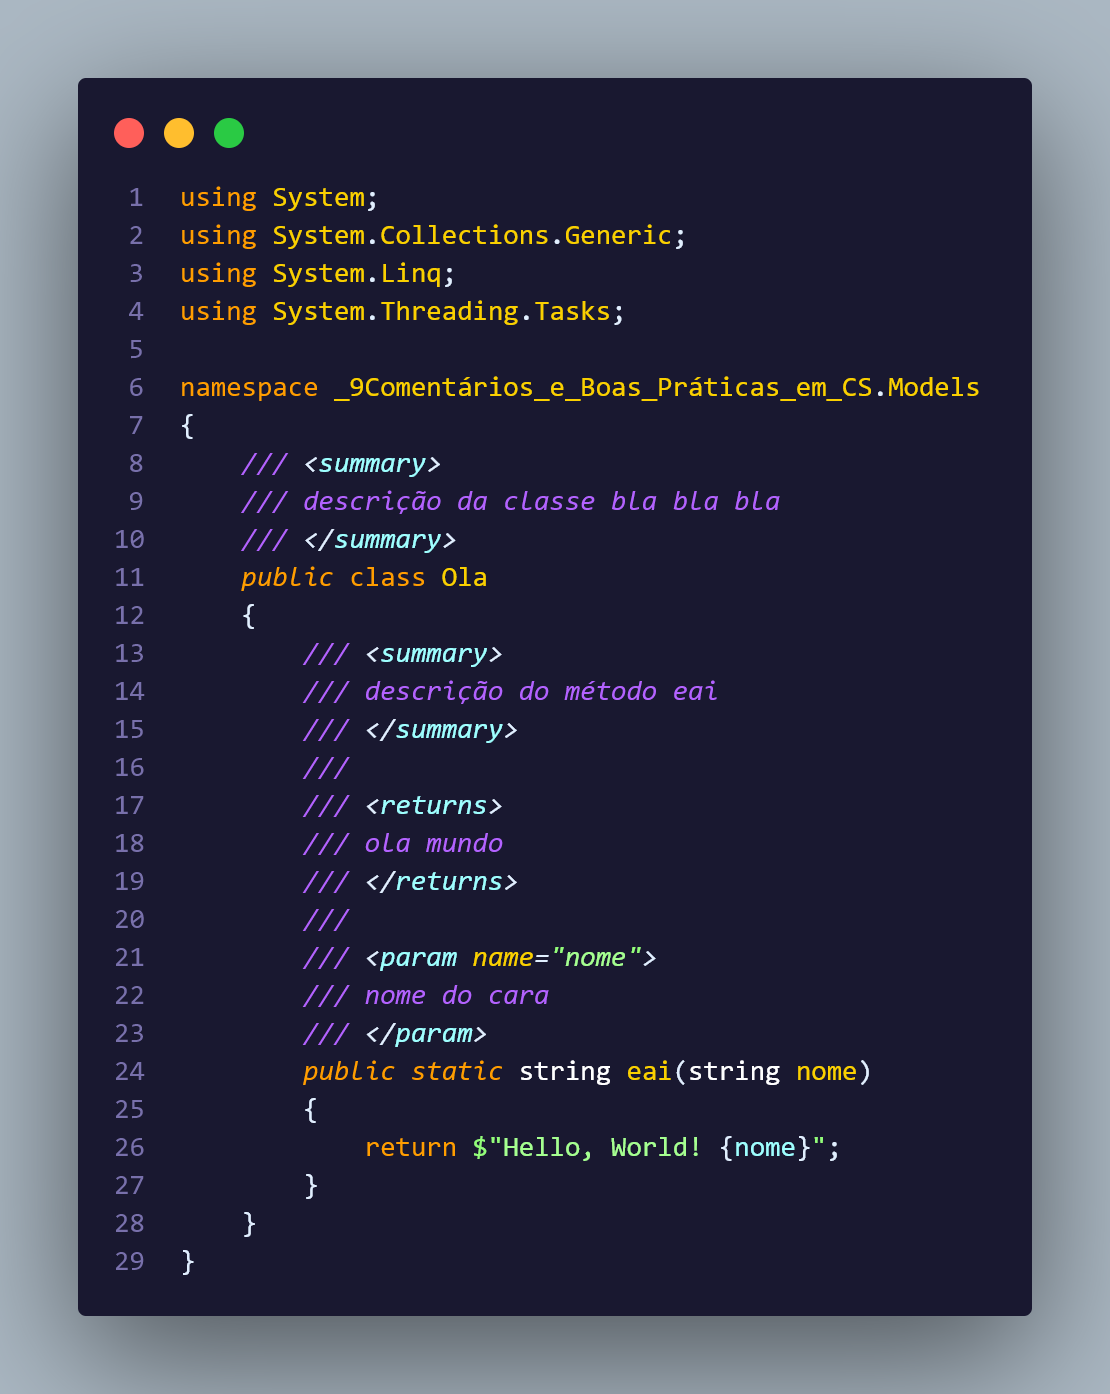 1 using System;
2 using System.Collections.Generic;
3 using System.Linq;
4 using System.Threading.Tasks;
5
6 namespace _9Comentários_e_Boas_Práticas_em_CS.Models
7 {
8     /// <summary>
9     /// descrição da classe bla bla bla
10     /// </summary>
11     public class Ola
12     {
13         /// <summary>
14         /// descrição do método eai
15         /// </summary>
16         ///
17         /// <returns>
18         /// ola mundo
19         /// </returns>
20         ///
21         /// <param name="nome">
22         /// nome do cara
23         /// </param>
24         public static string eai(string nome)
25         {
26             return $"Hello, World! {nome}";
27         }
28     }
29 }